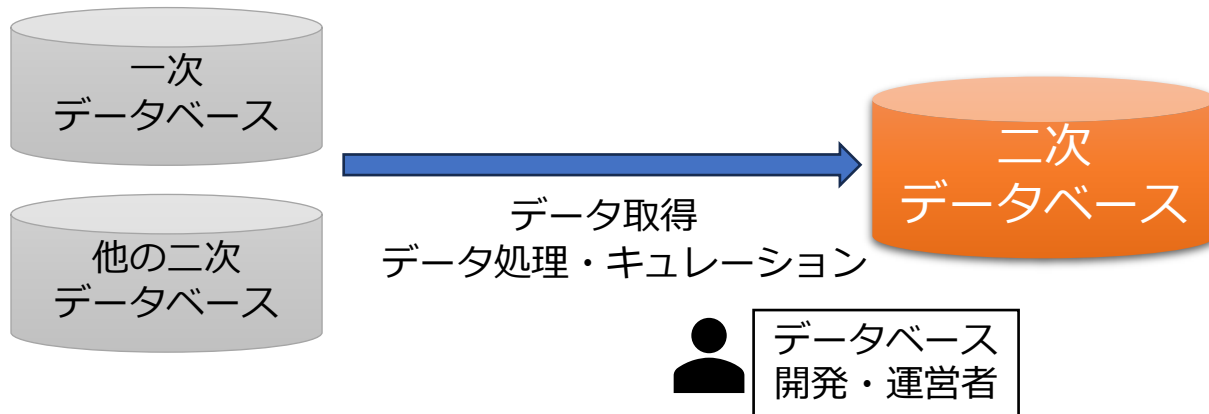 一次
データベース
他の二次
データベース
データ取得
データ処理・キュレーション
二次
データベース
データベース
開発・運営者